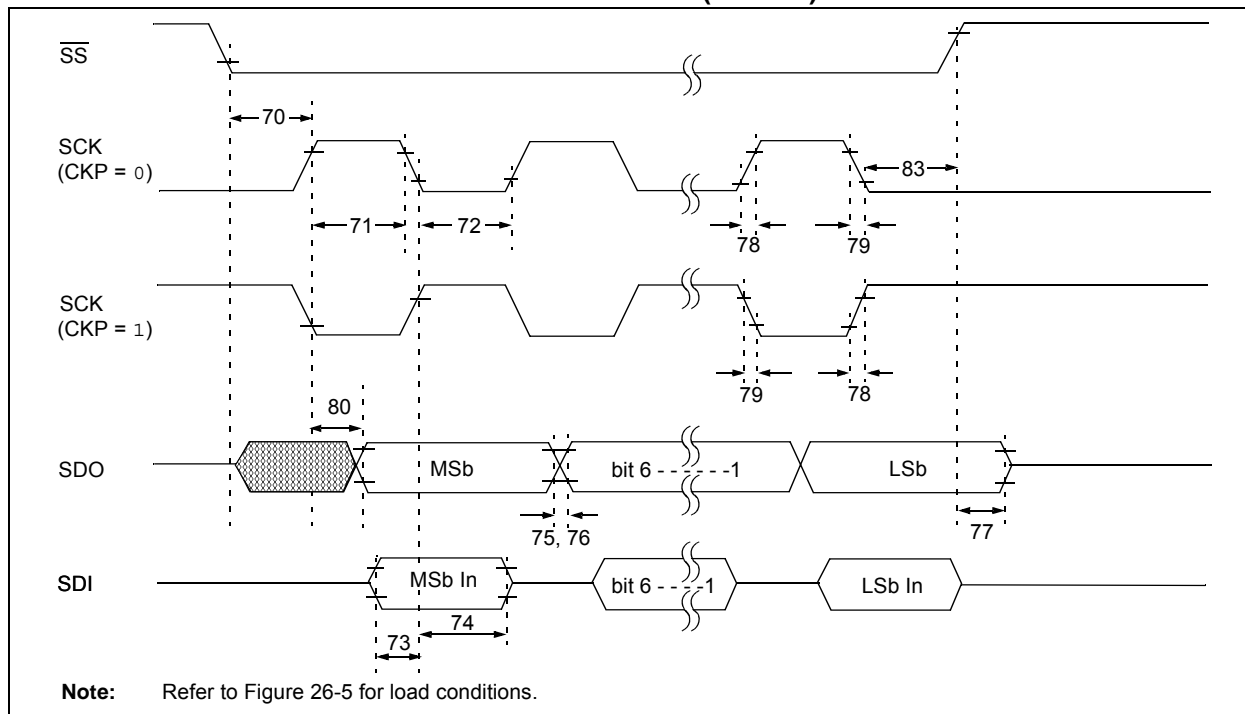 SS
70
SCK
(CKP = 0)
83
71
72
78
79
SCK
(CKP = 1)
79
78
80
SDO
MSb
bit 6 - - - - - - -1
LSb
75, 76
77
SDI
MSb In
bit 6 - - - - -1
LSb In
74
73
Note: Refer to Figure 26-5 for load conditions.